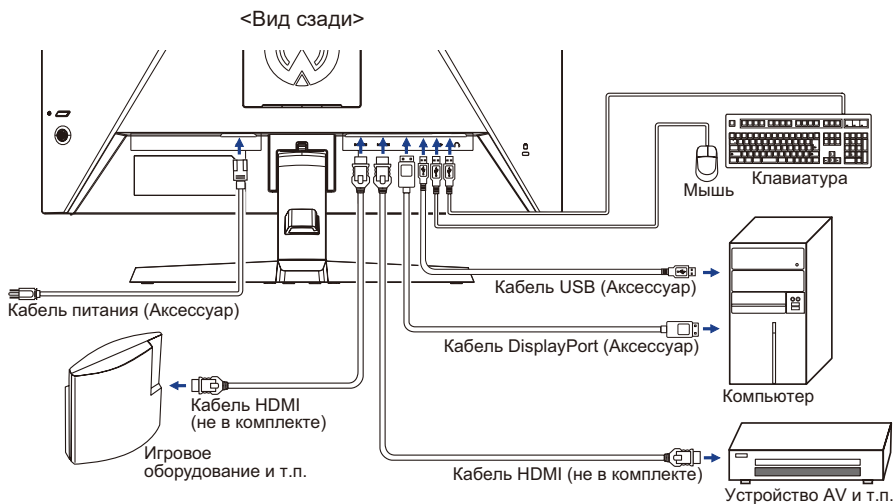 <Вид сзади>
Мышь
Клавиатура
Кабель USB (Аксессуар)
Кабель питания (Аксессуар)
Кабель DisplayPort (Аксессуар)
Компьютер
Кабель HDMI
(не в комплекте)
Игровое
оборудование и т.п.
Кабель HDMI (не в комплекте)
Устройство AV и т.п.